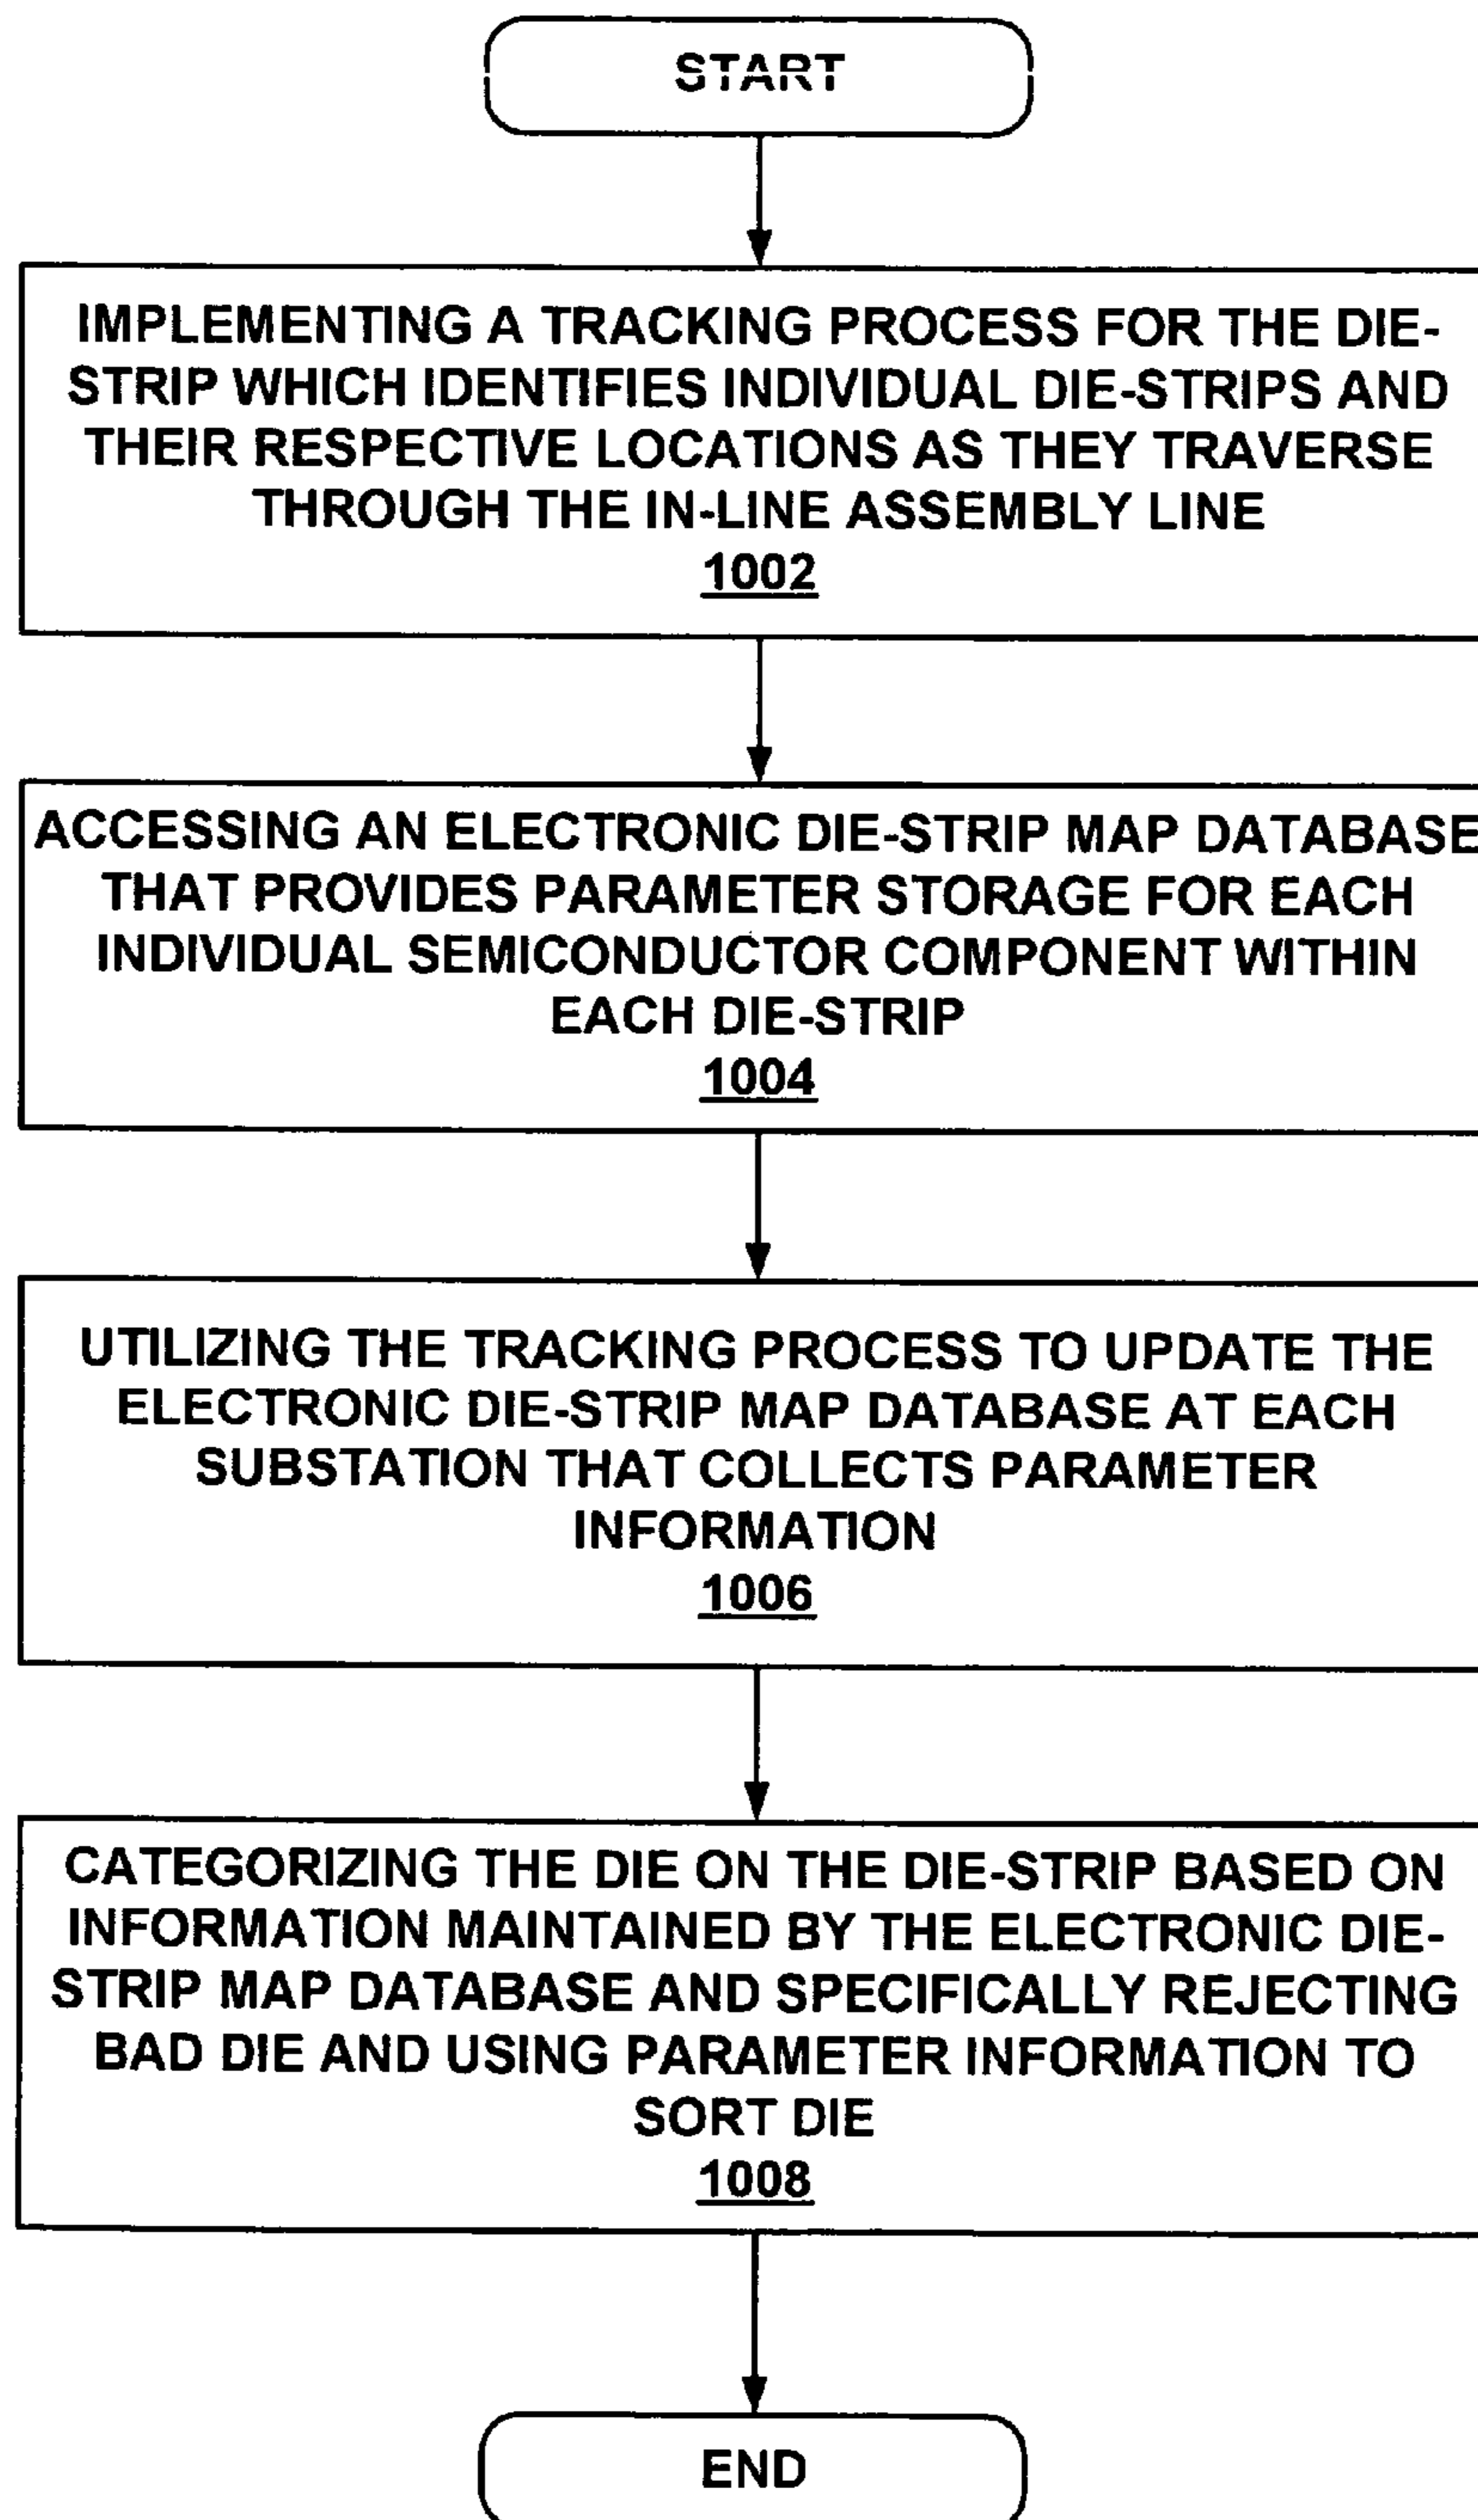 START
IMPLEMENTING A TRACKING PROCESS FOR THE DIE-
STRIP WHICH IDENTIFIES INDIVIDUAL DIE-STRIPS AND
THEIR RESPECTIVE LOCATIONS AS THEY TRAVERSE
THROUGH THE IN-LINE ASSEMBLY LINE
1002
ACCESSING AN ELECTRONIC DIE-STRIP MAP DATABASE
THAT PROVIDES PARAMETER STORAGE FOR EACH
INDIVIDUAL SEMICONDUCTOR COMPONENT WITHIN
EACH DIE-STRIP
1004
UTILIZING THE TRACKING PROCESS TO UPDATE THE
ELECTRONIC DIE-STRIP MAP DATABASE AT EACH
SUBSTATION THAT COLLECTS PARAMETER
INFORMATION
1006
CATEGORIZING THE DIE ON THE DIE-STRIP BASED ON
INFORMATION MAINTAINED BY THE ELECTRONIC DIE-
STRIP MAP DATABASE AND SPECIFICALLY REJECTING
BAD DIE AND USING PARAMETER INFORMATION TO
SORT DIE
1008
END